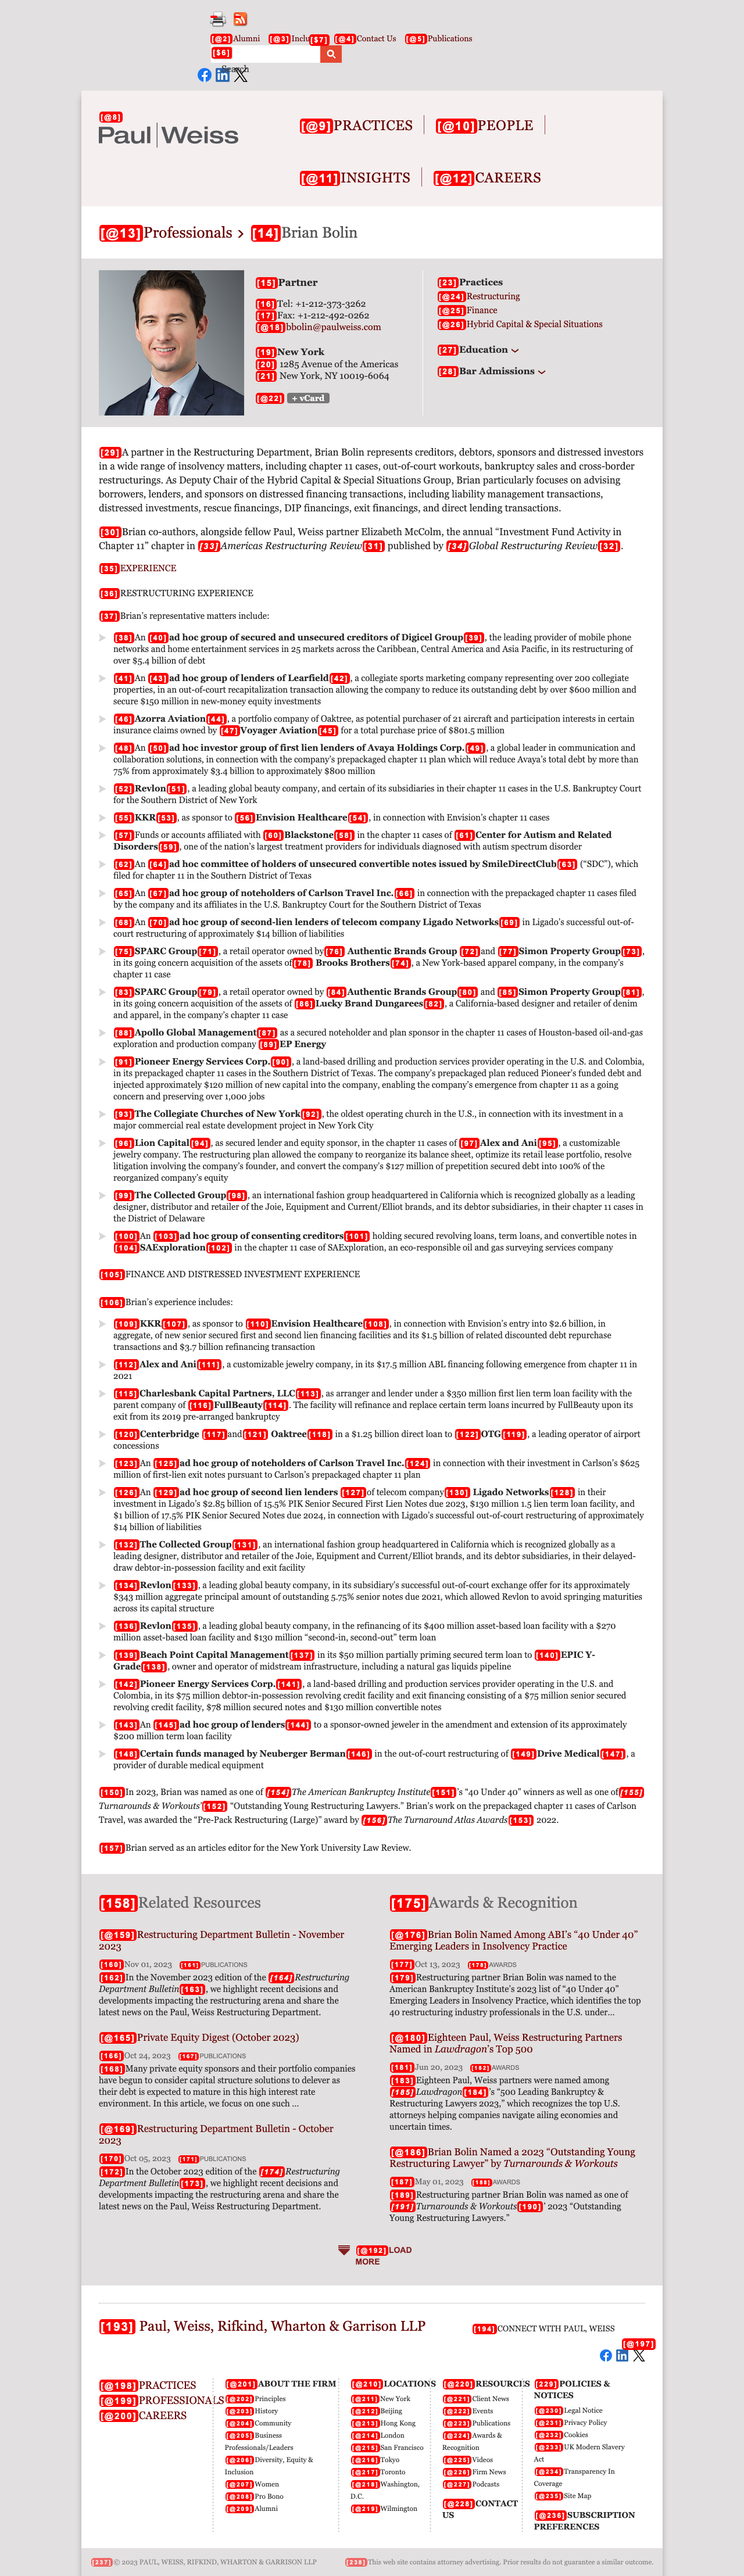 [@2]Alumni [@3]Inclu[$7] [@4]Contact Us [@5]Publications
[$6]
Search
[@8]
Paul|Weiss
[@9]PRACTICES [@10]PEOPLE
[@11]INSIGHTS [@12]CAREERS
[@13]Professionals > [14]Brian Bolin
[15]Partner
[16]Tel: +1-212-373-3262
[17]Fax: +1-212-492-0262
[@18]bbolin@paulweiss.com
[19]New York
[20] 1285 Avenue of the Americas
[21] New York, NY 10019-6064
[@22] + vCard
[23]Practices
[@24]Restructuring
[@25]Finance
[@26]Hybrid Capital & Special Situations
[27]Education
[28]Bar Admissions
[29]A partner in the Restructuring Department, Brian Bolin represents creditors, debtors, sponsors and distressed investors
in a wide range of insolvency matters, including chapter 11 cases, out-of-court workouts, bankruptcy sales and cross-border
restructurings. As Deputy Chair of the Hybrid Capital & Special Situations Group, Brian particularly focuses on advising
borrowers, lenders, and sponsors on distressed financing transactions, including liability management transactions,
distressed investments, rescue financings, DIP financings, exit financings, and direct lending transactions.
[30]Brian co-authors, alongside fellow Paul, Weiss partner Elizabeth McColm, the annual “Investment Fund Activity in
Chapter 11” chapter in [33]Americas Restructuring Review[31] published by [34]Global Restructuring Review[32].
[35]EXPERIENCE
[36]RESTRUCTURING EXPERIENCE
[37]Brian’s representative matters include:
[38]An [40]ad hoc group of secured and unsecured creditors of Digicel Group[39], the leading provider of mobile phone
networks and home entertainment services in 25 markets across the Caribbean, Central America and Asia Pacific, in its restructuring of
over $5.4 billion of debt
[41]An [43]ad hoc group of lenders of Learfield[42], a collegiate sports marketing company representing over 200 collegiate
properties, in an out-of-court recapitalization transaction allowing the company to reduce its outstanding debt by over $600 million and
secure $150 million in new-money equity investments
[46]Azorra Aviation[44], a portfolio company of Oaktree, as potential purchaser of 21 aircraft and participation interests in certain
insurance claims owned by [47]Voyager Aviation[45] for a total purchase price of $801.5 million
[48]An [50]ad hoc investor group of first lien lenders of Avaya Holdings Corp.[49], a global leader in communication and
collaboration solutions, in connection with the company’s prepackaged chapter 11 plan which will reduce Avaya’s total debt by more than
75% from approximately $3.4 billion to approximately $800 million
[52]Revlon[51], a leading global beauty company, and certain of its subsidiaries in their chapter 11 cases in the U.S. Bankruptcy Court
for the Southern District of New York
[55]KKR[53], as sponsor to [56]Envision Healthcare[54], in connection with Envision’s chapter 11 cases
[57]Funds or accounts affiliated with [60]Blackstone[58] in the chapter 11 cases of [61]Center for Autism and Related
Disorders[59], one of the nation’s largest treatment providers for individuals diagnosed with autism spectrum disorder
[62]An [64]ad hoc committee of holders of unsecured convertible notes issued by SmileDirectClub[63] (“SDC”), which
filed for chapter 11 in the Southern District of Texas
[65]An [67]ad hoc group of noteholders of Carlson Travel Inc.[66] in connection with the prepackaged chapter 11 cases filed
by the company and its affiliates in the U.S. Bankruptcy Court for the Southern District of Texas
[68]An [70]ad hoc group of second-lien lenders of telecom company Ligado Networks[69] in Ligado’s successful out-of-
court restructuring of approximately $14 billion of liabilities
[75]SPARC Group[71], a retail operator owned by[76] Authentic Brands Group [72]and [77]Simon Property Group[73],
in its going concern acquisition of the assets of[78] Brooks Brothers[74], a New York-based apparel company, in the company’s
chapter 11 case
[83]SPARC Group[79], a retail operator owned by [84]Authentic Brands Group[80] and [85]Simon Property Group[81],
in its going concern acquisition of the assets of [86]Lucky Brand Dungarees[82], a California-based designer and retailer of denim
and apparel, in the company’s chapter 11 case
[88]Apollo Global Management[87] as a secured noteholder and plan sponsor in the chapter 11 cases of Houston-based oil-and-gas
exploration and production company [89]EP Energy
[91]Pioneer Energy Services Corp.[90], a land-based drilling and production services provider operating in the U.S. and Colombia,
in its prepackaged chapter 11 cases in the Southern District of Texas. The company’s prepackaged plan reduced Pioneer’s funded debt and
injected approximately $120 million of new capital into the company, enabling the company’s emergence from chapter 11 as a going
concern and preserving over 1,000 jobs
[93]The Collegiate Churches of New York[92], the oldest operating church in the U.S., in connection with its investment in a
major commercial real estate development project in New York City
[96]Lion Capital[94], as secured lender and equity sponsor, in the chapter 11 cases of [97]Alex and Ani[95], a customizable
jewelry company. The restructuring plan allowed the company to reorganize its balance sheet, optimize its retail lease portfolio, resolve
litigation involving the company’s founder, and convert the company’s $127 million of prepetition secured debt into 100% of the
reorganized company’s equity
[99]The Collected Group[98], an international fashion group headquartered in California which is recognized globally as a leading
designer, distributor and retailer of the Joie, Equipment and Current/Elliot brands, and its debtor subsidiaries, in their chapter 11 cases in
the District of Delaware
[100]An [103]ad hoc group of consenting creditors[101] holding secured revolving loans, term loans, and convertible notes in
[104]SAExploration[102] in the chapter 11 case of SAExploration, an eco-responsible oil and gas surveying services company
[105]FINANCE AND DISTRESSED INVESTMENT EXPERIENCE
[106]Brian’s experience includes:
[109]KKR[107], as sponsor to [110]Envision Healthcare[108], in connection with Envision’s entry into $2.6 billion, in
aggregate, of new senior secured first and second lien financing facilities and its $1.5 billion of related discounted debt repurchase
transactions and $3.7 billion refinancing transaction
[112]Alex and Ani[111], a customizable jewelry company, in its $17.5 million ABL financing following emergence from chapter 11 in
2021
[115]Charlesbank Capital Partners, LLC[113], as arranger and lender under a $350 million first lien term loan facility with the
parent company of [116]FullBeauty[114]. The facility will refinance and replace certain term loans incurred by FullBeauty upon its
exit from its 2019 pre-arranged bankruptcy
[120]Centerbridge [117]and[121] Oaktree[118] in a $1.25 billion direct loan to [122]OTG[119], a leading operator of airport
concessions
[123]An [125]ad hoc group of noteholders of Carlson Travel Inc.[124] in connection with their investment in Carlson’s $625
million of first-lien exit notes pursuant to Carlson’s prepackaged chapter 11 plan
[126]An [129]ad hoc group of second lien lenders [127]of telecom company[130] Ligado Networks[128] in their
investment in Ligado’s $2.85 billion of 15.5% PIK Senior Secured First Lien Notes due 2023, $130 million 1.5 lien term loan facility, and
$1 billion of 17.5% PIK Senior Secured Notes due 2024, in connection with Ligado’s successful out-of-court restructuring of approximately
$14 billion of liabilities
[132]The Collected Group[131], an international fashion group headquartered in California which is recognized globally as a
leading designer, distributor and retailer of the Joie, Equipment and Current/Elliot brands, and its debtor subsidiaries, in their delayed-
draw debtor-in-possession facility and exit facility
[134]Revlon[133], a leading global beauty company, in its subsidiary’s successful out-of-court exchange offer for its approximately
$343 million aggregate principal amount of outstanding 5.75% senior notes due 2021, which allowed Revlon to avoid springing maturities
across its capital structure
[136]Revlon[135], a leading global beauty company, in the refinancing of its $400 million asset-based loan facility with a $270
million asset-based loan facility and $130 million “second-in, second-out” term loan
[139]Beach Point Capital Management[137] in its $50 million partially priming secured term loan to [140]EPIC Y-
Grade[138], owner and operator of midstream infrastructure, including a natural gas liquids pipeline
[142]Pioneer Energy Services Corp.[141], a land-based drilling and production services provider operating in the U.S. and
Colombia, in its $75 million debtor-in-possession revolving credit facility and exit financing consisting of a $75 million senior secured
revolving credit facility, $78 million secured notes and $130 million convertible notes
[143]An [145]ad hoc group of lenders[144] to a sponsor-owned jeweler in the amendment and extension of its approximately
$200 million term loan facility
[148]Certain funds managed by Neuberger Berman[146] in the out-of-court restructuring of [149]Drive Medical[147], a
provider of durable medical equipment
[150]In 2023, Brian was named as one of [154]The American Bankruptcy Institute[151]’s “40 Under 40” winners as well as one of[155]
Turnarounds & Workouts’[152] “Outstanding Young Restructuring Lawyers.” Brian’s work on the prepackaged chapter 11 cases of Carlson
Travel, was awarded the “Pre-Pack Restructuring (Large)” award by [156]The Turnaround Atlas Awards[153] 2022.
[157]Brian served as an articles editor for the New York University Law Review.
[158]Related Resources
[@159]Restructuring Department Bulletin - November
2023
[160]Nov 01, 2023 [161]PUBLICATIONS
[162]In the November 2023 edition of the [164]Restructuring
Department Bulletin[163], we highlight recent decisions and
developments impacting the restructuring arena and share the
latest news on the Paul, Weiss Restructuring Department.
[@165]Private Equity Digest (October 2023)
[166]Oct 24, 2023 [167]PUBLICATIONS
[168]Many private equity sponsors and their portfolio companies
have begun to consider capital structure solutions to delever as
their debt is expected to mature in this high interest rate
environment. In this article, we focus on one such ...
[@169]Restructuring Department Bulletin - October
2023
[170]Oct 05, 2023 [171]PUBLICATIONS
[172]In the October 2023 edition of the [174]Restructuring
Department Bulletin[173], we highlight recent decisions and
developments impacting the restructuring arena and share the
latest news on the Paul, Weiss Restructuring Department.
[175]Awards & Recognition
[@176]Brian Bolin Named Among ABI’s “40 Under 40”
Emerging Leaders in Insolvency Practice
[177]Oct 13, 2023 [178]AWARDS
[179]Restructuring partner Brian Bolin was named to the
American Bankruptcy Institute’s 2023 list of “40 Under 40”
Emerging Leaders in Insolvency Practice, which identifies the top
40 restructuring industry professionals in the U.S. under...
[@180]Eighteen Paul, Weiss Restructuring Partners
Named in Lawdragon’s Top 500
[181]Jun 20, 2023 [182]AWARDS
[183]Eighteen Paul, Weiss partners were named among
[185]Lawdragon[184]’s “500 Leading Bankruptcy &
Restructuring Lawyers 2023,” which recognizes the top U.S.
attorneys helping companies navigate ailing economies and
uncertain times.
[@186]Brian Bolin Named a 2023 “Outstanding Young
Restructuring Lawyer” by Turnarounds & Workouts
[187]May 01, 2023 [188]AWARDS
[189]Restructuring partner Brian Bolin was named as one of
[191]Turnarounds & Workouts[190]’ 2023 “Outstanding
Young Restructuring Lawyers.”
[@192]LOAD
MORE
[193] Paul, Weiss, Rifkind, Wharton & Garrison LLP
[194]CONNECT WITH PAUL, WEISS
[@197]
[@198]PRACTICES
[@199]PROFESSIONALS
[@200]CAREERS
[@201]ABOUT THE FIRM
[@202]Principles
[@203]History
[@204]Community
[@205]Business
Professionals/Leaders
[@206]Diversity, Equity &
Inclusion
[@207]Women
[@208]Pro Bono
[@209]Alumni
[@210]LOCATIONS
[@211]New York
[@212]Beijing
[@213]Hong Kong
[@214]London
[@215]San Francisco
[@216]Tokyo
[@217]Toronto
[@218]Washington,
D.C.
[@219]Wilmington
[@220]RESOURCES
[@221]Client News
[@222]Events
[@223]Publications
[@224]Awards &
Recognition
[@225]Videos
[@226]Firm News
[@227]Podcasts
[@228]CONTACT
US
[229]POLICIES &
NOTICES
[@230]Legal Notice
[@231]Privacy Policy
[@232]Cookies
[@233]UK Modern Slavery
Act
[@234]Transparency In
Coverage
[@235]Site Map
[@236]SUBSCRIPTION
PREFERENCES
[237]© 2023 PAUL, WEISS, RIFKIND, WHARTON & GARRISON LLP
[238]This web site contains attorney advertising. Prior results do not guarantee a similar outcome.